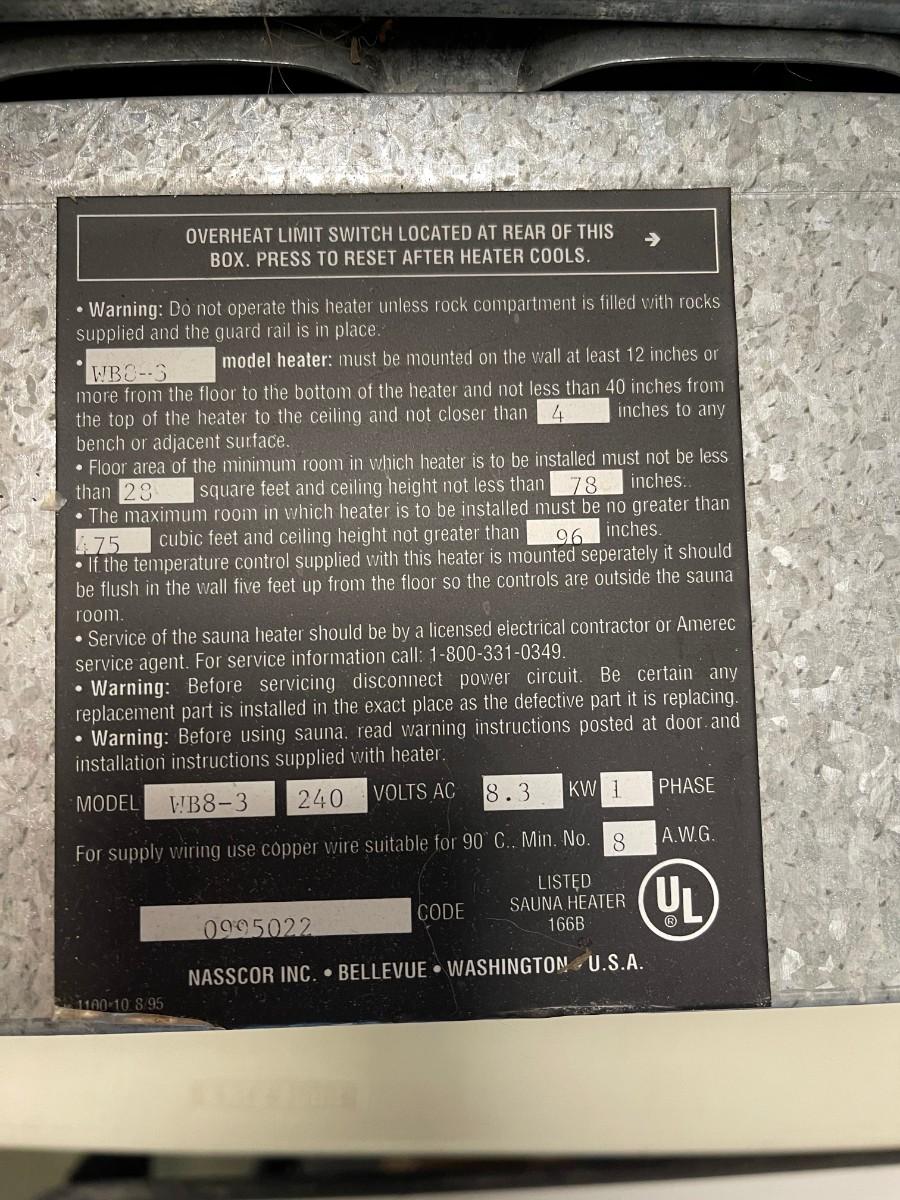 OVERHEAT LIMIT SWITCH LOCATED AT REAR OF THIS →
BOX. PRESS TO RESET AFTER HEATER COOLS.
• Warning: Do not operate this heater unless rock compartment is filled with rocks
supplied and the guard rail is in place.
• WB8-3 model heater: must be mounted on the wall at least 12 inches or
more from the floor to the bottom of the heater and not less than 40 inches from
the top of the heater to the ceiling and not closer than 4 inches to any
bench or adjacent surface.
• Floor area of the minimum room in which heater is to be installed must not be less
than 28 square feet and ceiling height not less than 78 inches..
• The maximum room in which heater is to be installed must be no greater than
475 cubic feet and ceiling height not greater than 96 inches.
• If the temperature control supplied with this heater is mounted seperately it should
be flush in the wall five feet up from the floor so the controls are outside the sauna
room.
• Service of the sauna heater should be by a licensed electrical contractor or Amerec
service agent. For service information call: 1-800-331-0349.
• Warning: Before servicing disconnect power circuit. Be certain any
replacement part is installed in the exact place as the defective part it is replacing.
• Warning: Before using sauna. read warning instructions posted at door and
installation instructions supplied with heater.
MODEL WB8-3 240 VOLTS AC 8.3 KW 1 PHASE
For supply wiring use copper wire suitable for 90° C.. Min. No. 8 A.W.G.
0995022 CODE
LISTED
SAUNA HEATER
166B
UL ®
NASSCOR INC. • BELLEVUE • WASHINGTON • U.S.A.
1100-10 8/95